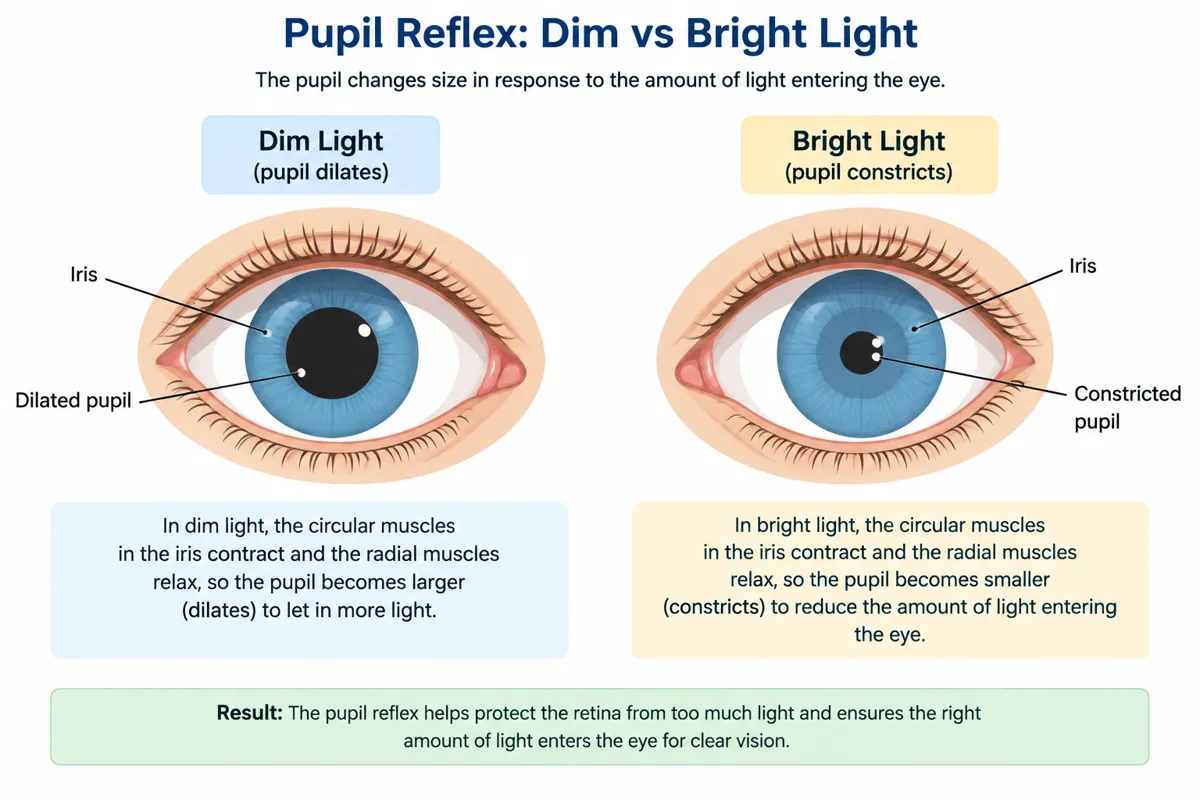 Pupil Reflex: Dim vs Bright Light
The pupil changes size in response to the amount of light entering the eye.
Dim Light
(pupil dilates)
Iris
Dilated pupil
In dim light, the circular muscles
in the iris contract and the radial muscles
relax, so the pupil becomes larger
(dilates) to let in more light.
Bright Light
(pupil constricts)
Iris
Constricted
pupil
In bright light, the circular muscles
in the iris contract and the radial muscles
relax, so the pupil becomes smaller
(constricts) to reduce the amount of light entering
the eye.
Result: The pupil reflex helps protect the retina from too much light and ensures the right
amount of light enters the eye for clear vision.